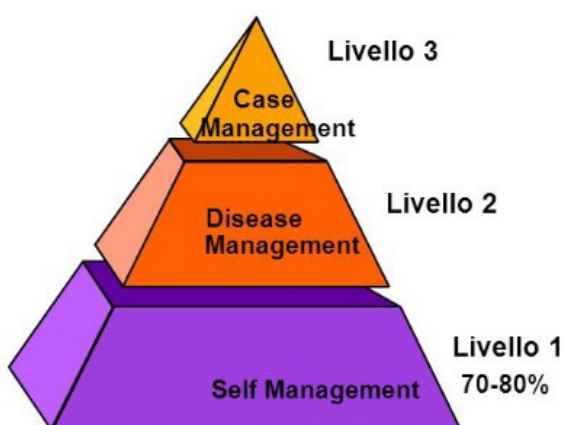 Livello 3
Case
Management
Livello 2
Disease
Management
Livello 1
70-80%
Self Management